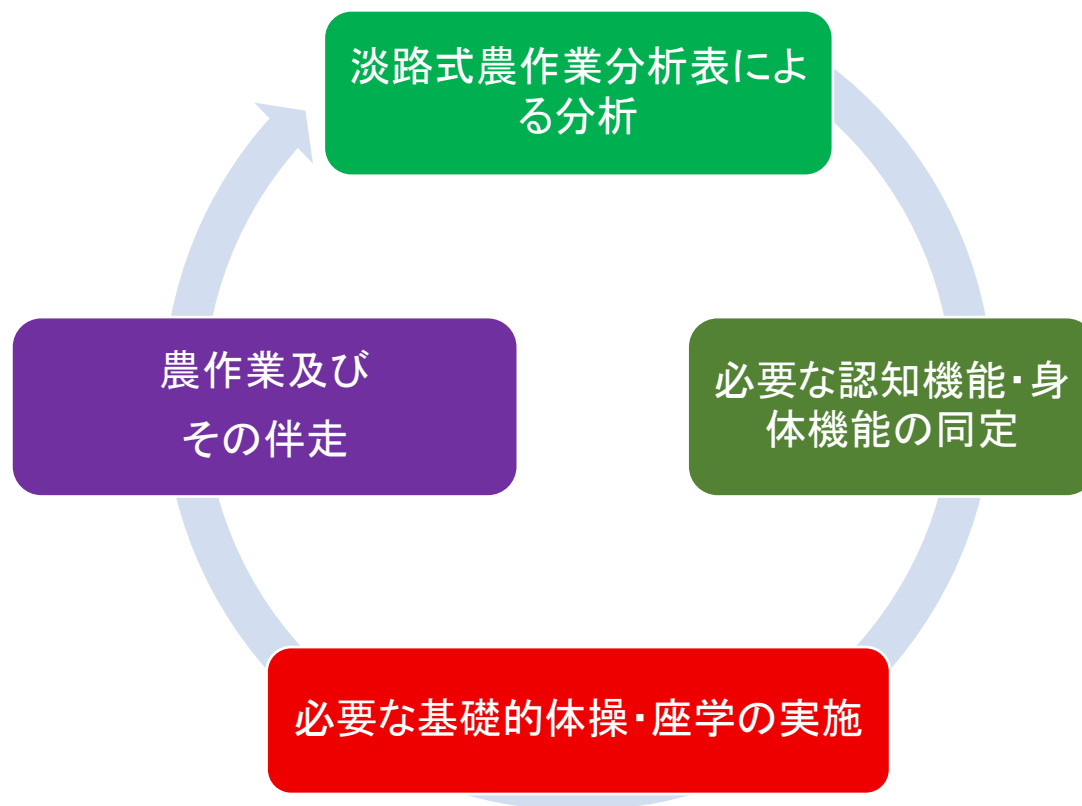 淡路式農作業分析表によ
る分析
必要な認知機能・身
体機能の同定
必要な基礎的体操・座学の実施
農作業及び
その伴走